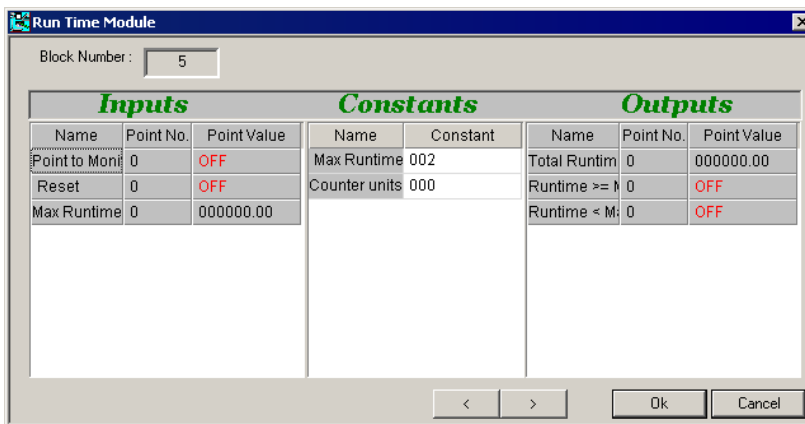 Run Time Module
Block Number : 5
Inputs Constants Outputs
Name Point No. Point Value Name Constant Name Point No. Point Value
Point to Moni 0 OFF Max Runtime 002 Total Runtim 0 000000.00
Reset 0 OFF Counter units 000 Runtime >= M 0 OFF
Max Runtime 0 000000.00 Runtime < Ma 0 OFF
< > Ok Cancel